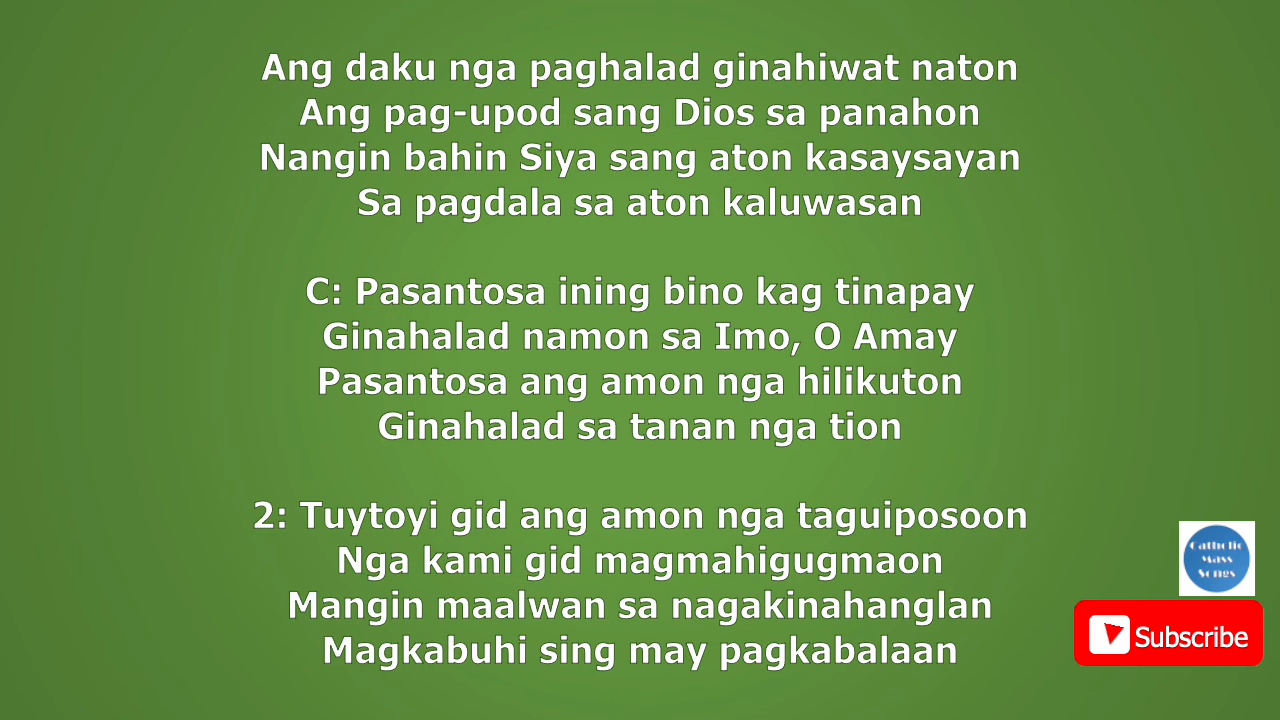 Ang daku nga paghalad ginahiwat naton
Ang pag-upod sang Dios sa panahon
Nangin bahin Siya sang aton kasaysayan
Sa pagdala sa aton kaluwasan
C: Pasantosa ining bino kag tinapay
Ginahalad namon sa Imo, O Amay
Pasantosa ang amon nga hilikuton
Ginahalad sa tanan nga tion
2: Tuytoyi gid ang amon nga taguiposoon
Nga kami gid magmahigugmaon
Mangin maalwan sa nagakinahanglan
Magkabuhi sing may pagkabalaan
Catholic
Mass
Songs
Subscribe